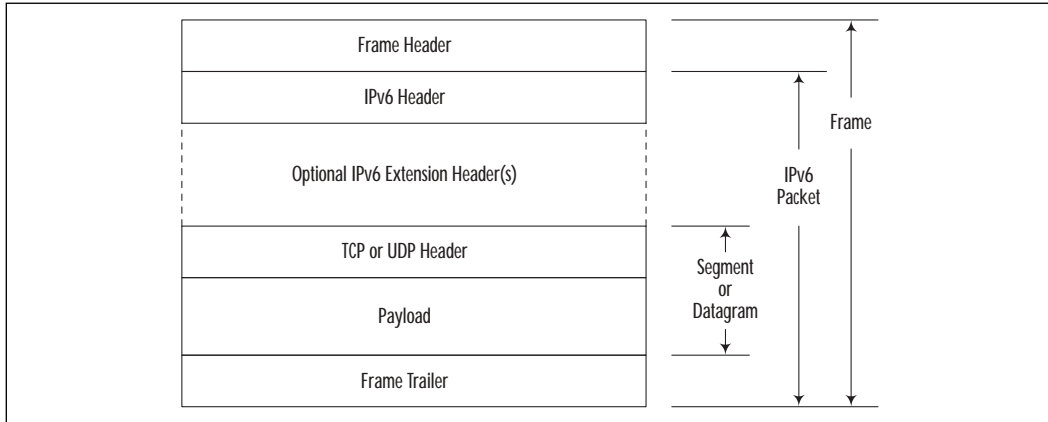 Frame Header
IPv6 Header
Optional IPv6 Extension Header(s)
TCP or UDP Header
Payload
Frame Trailer
Segment
or
Datagram
IPv6
Packet
Frame